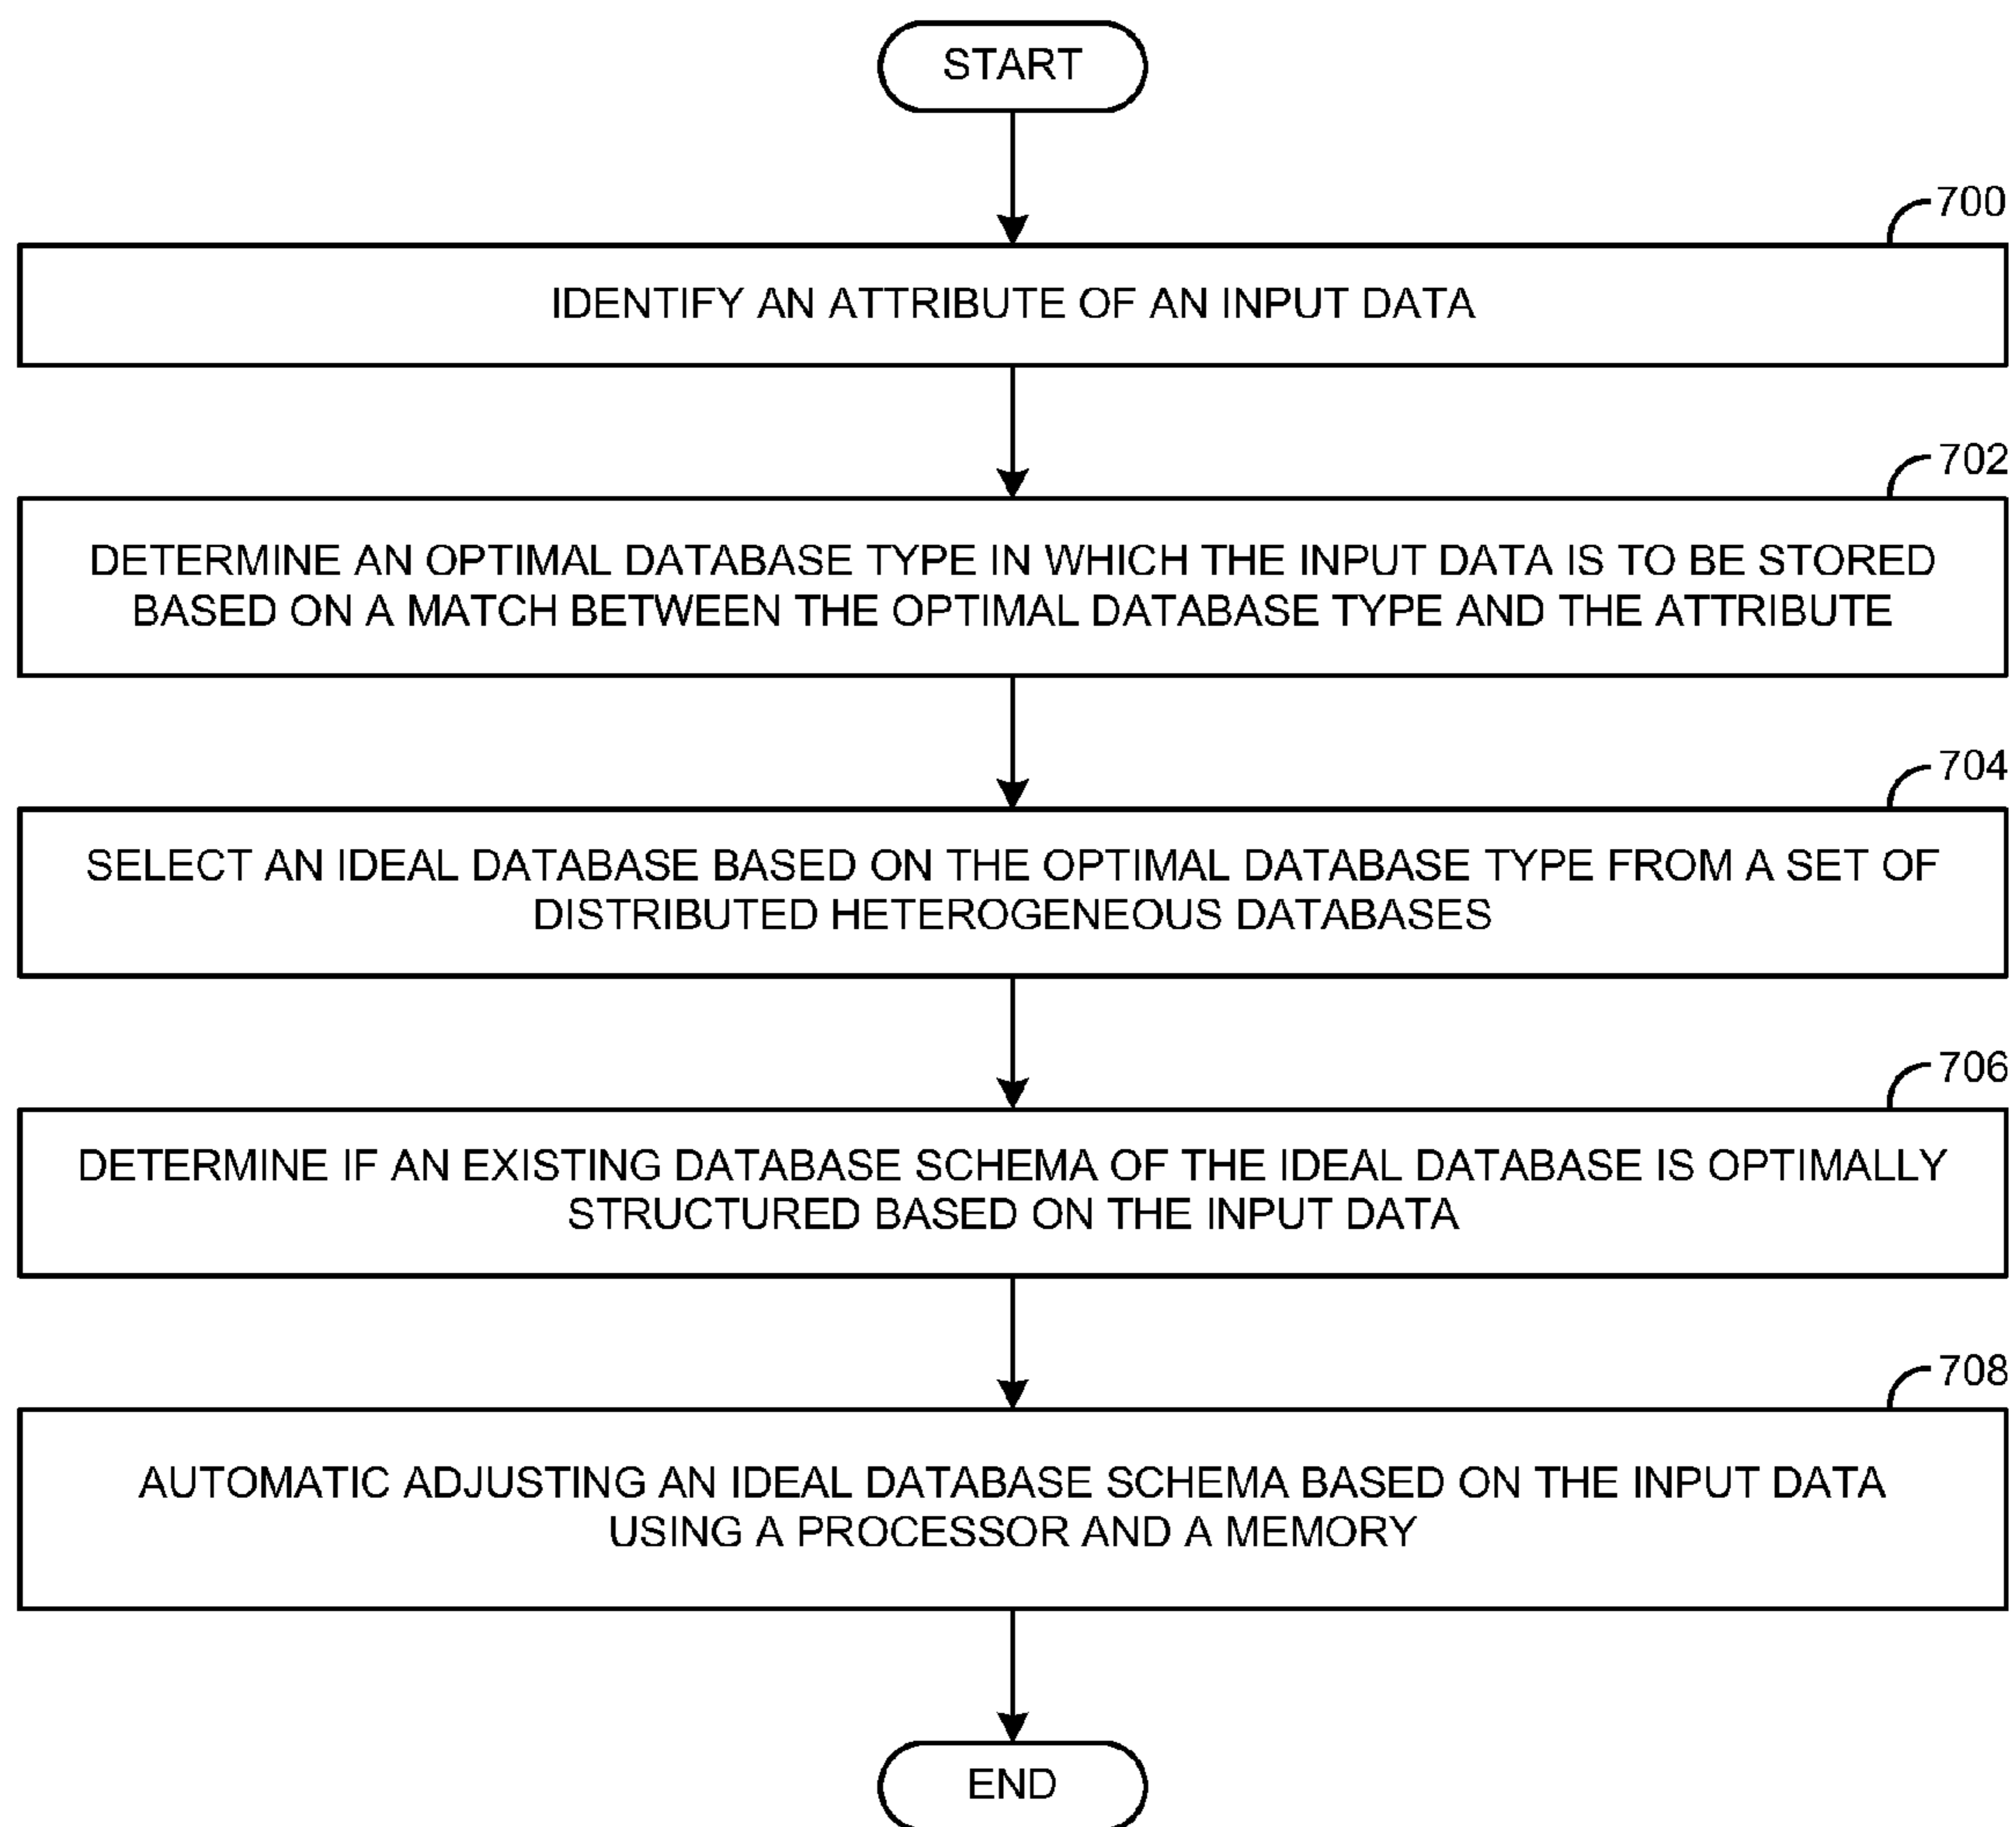 START
700
IDENTIFY AN ATTRIBUTE OF AN INPUT DATA
702
DETERMINE AN OPTIMAL DATABASE TYPE IN WHICH THE INPUT DATA IS TO BE STORED
BASED ON A MATCH BETWEEN THE OPTIMAL DATABASE TYPE AND THE ATTRIBUTE
704
SELECT AN IDEAL DATABASE BASED ON THE OPTIMAL DATABASE TYPE FROM A SET OF
DISTRIBUTED HETEROGENEOUS DATABASES
706
DETERMINE IF AN EXISTING DATABASE SCHEMA OF THE IDEAL DATABASE IS OPTIMALLY
STRUCTURED BASED ON THE INPUT DATA
708
AUTOMATIC ADJUSTING AN IDEAL DATABASE SCHEMA BASED ON THE INPUT DATA
USING A PROCESSOR AND A MEMORY
END